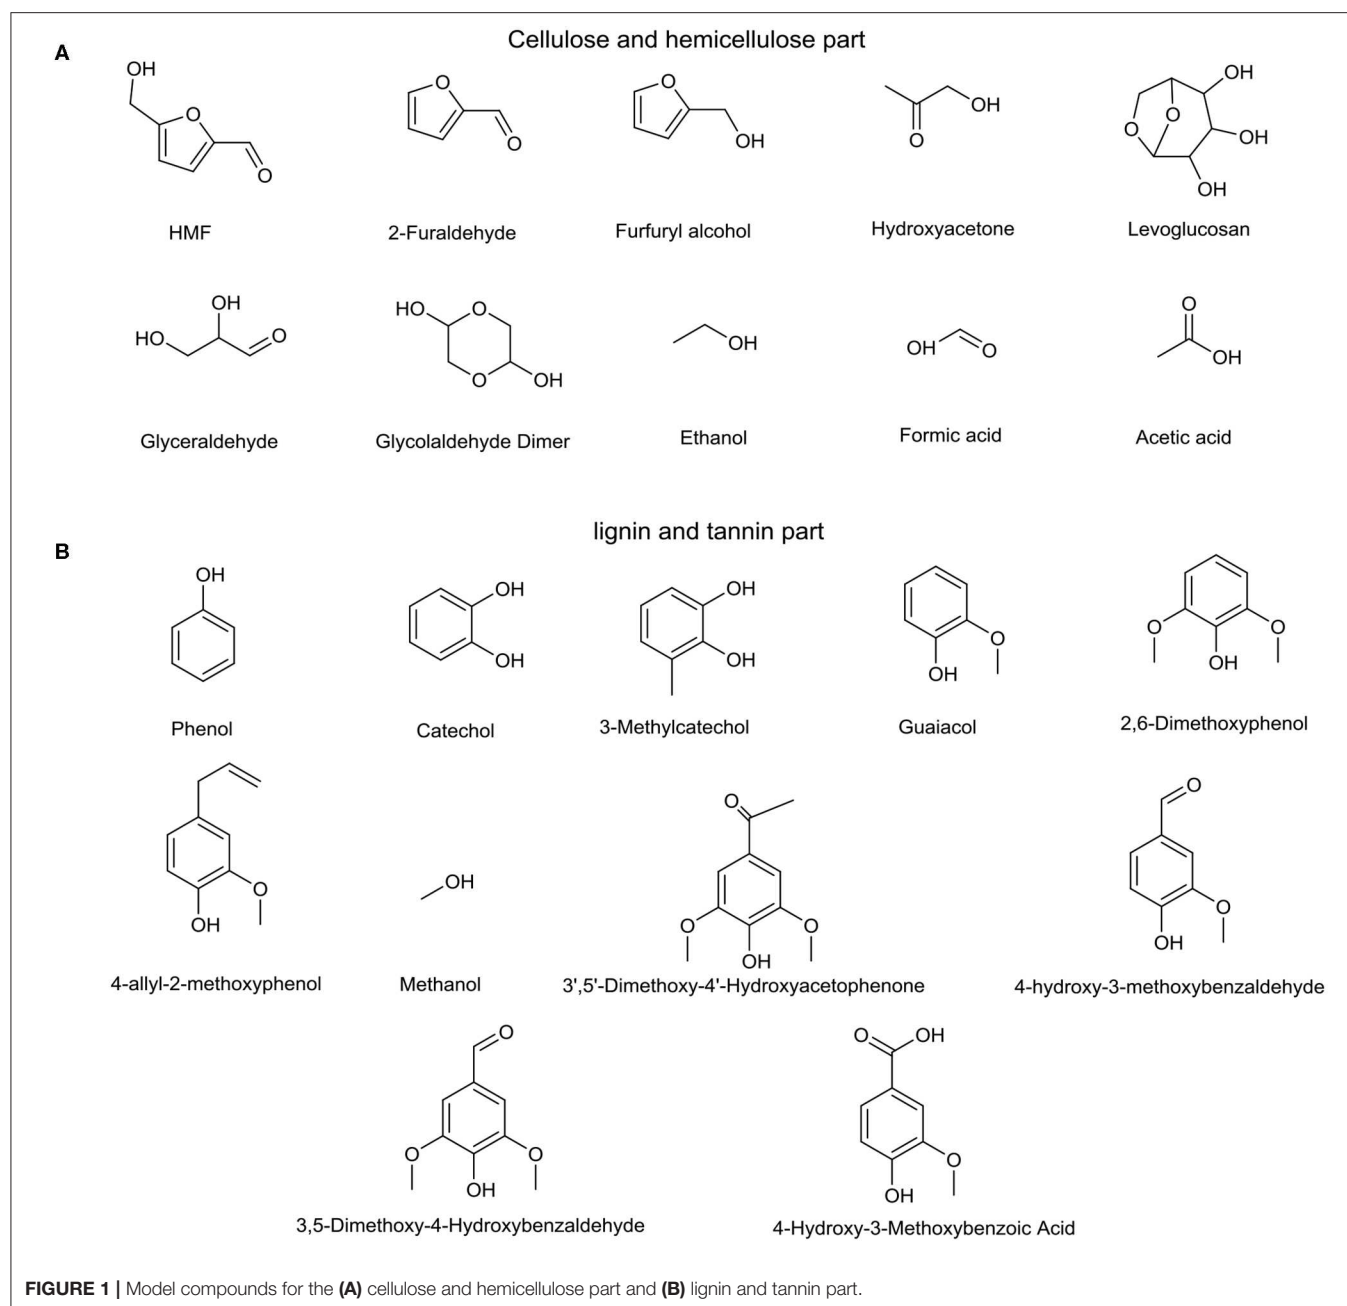 A
Cellulose and hemicellulose part
OH
O
O
HMF
O
O
2-Furaldehyde
O
OH
Furfuryl alcohol
OH
O
Hydroxyacetone
OH
O
O
OH
OH
Levoglucosan
OH
HO
O
Glyceraldehyde
HO
O
O
OH
Glycolaldehyde Dimer
OH
Ethanol
OH
O
Formic acid
O
OH
Acetic acid
B
lignin and tannin part
OH
Phenol
OH
OH
Catechol
OH
OH
3-Methylcatechol
O
OH
Guaiacol
O
O
OH
2,6-Dimethoxyphenol
O
OH
4-allyl-2-methoxyphenol
OH
Methanol
O
O
O
OH
3',5'-Dimethoxy-4'-Hydroxyacetophenone
O
O
OH
4-hydroxy-3-methoxybenzaldehyde
O
O
O
OH
3,5-Dimethoxy-4-Hydroxybenzaldehyde
O
OH
O
OH
4-Hydroxy-3-Methoxybenzoic Acid
FIGURE 1 | Model compounds for the (A) cellulose and hemicellulose part and (B) lignin and tannin part.